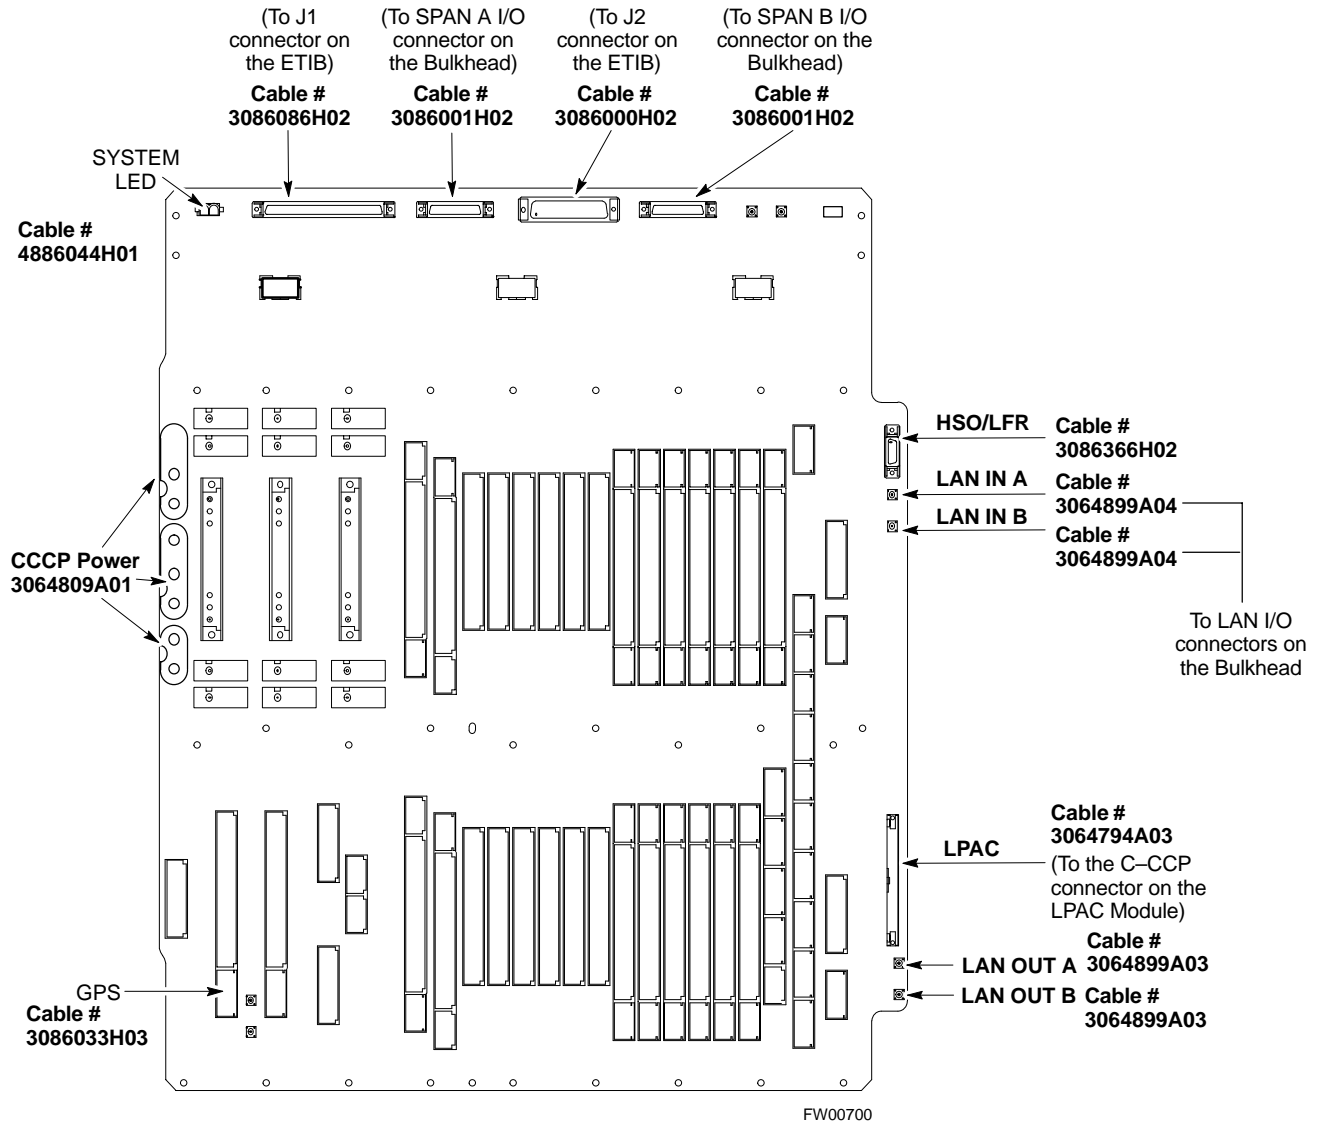 (To J1
connector on
the ETIB)
Cable #
3086086H02
(To SPAN A I/O
connector on
the Bulkhead)
Cable #
3086001H02
(To J2
connector on
the ETIB)
Cable #
3086000H02
(To SPAN B I/O
connector on the
Bulkhead)
Cable #
3086001H02
SYSTEM
LED
Cable #
4886044H01
HSO/LFR
Cable #
3086366H02
LAN IN A
Cable #
3064899A04
LAN IN B
Cable #
3064899A04
CCCP Power
3064809A01
To LAN I/O
connectors on
the Bulkhead
LPAC
Cable #
3064794A03
(To the C–CCP
connector on the
LPAC Module)
LAN OUT A
Cable #
3064899A03
LAN OUT B
Cable #
3064899A03
GPS
Cable #
3086033H03
FW00700